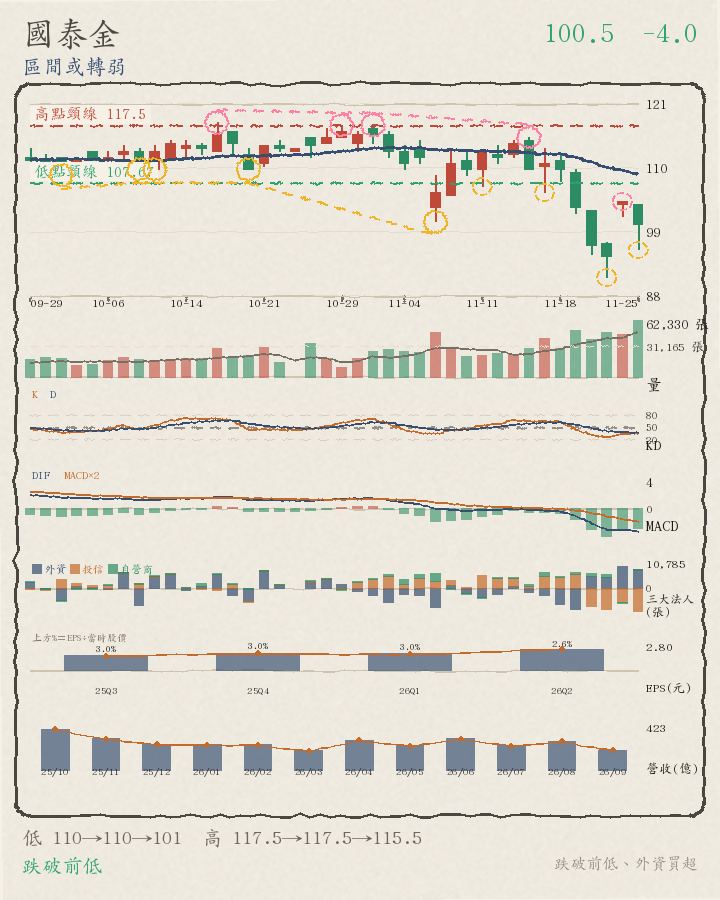 國泰金
100.5 -4.0
區間或轉弱
121
高點頸線 117.5
110
低點頸線 107.67
99
88
09-29 10-06 10-14 10-21 10-29 11-04 11-11 11-18 11-25
62,330 張
31,165 張
量
K D
80
50
20
KD
DIF MACD×2
4
0
MACD
外資 投信 自營商
10,785
0
三大法人
(張)
上方%=EPS÷當時股價
3.0% 3.0% 3.0% 2.6%
2.80
25Q3 25Q4 26Q1 26Q2
EPS(元)
423
25/10 25/11 25/12 26/01 26/02 26/03 26/04 26/05 26/06 26/07 26/08 26/09
營收(億)
低 110→110→101 高 117.5→117.5→115.5
跌破前低
跌破前低、外資買超